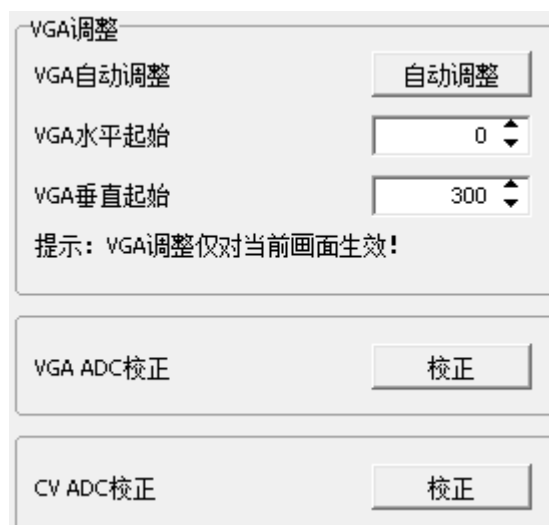 VGA调整
VGA自动调整 自动调整
VGA水平起始 0
VGA垂直起始 300
提示：VGA调整仅对当前画面生效！
VGA ADC校正 校正
CV ADC校正 校正